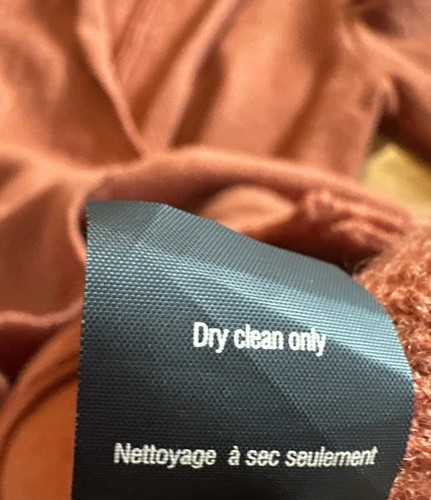 Dry clean only
Nettoyage à sec seulement